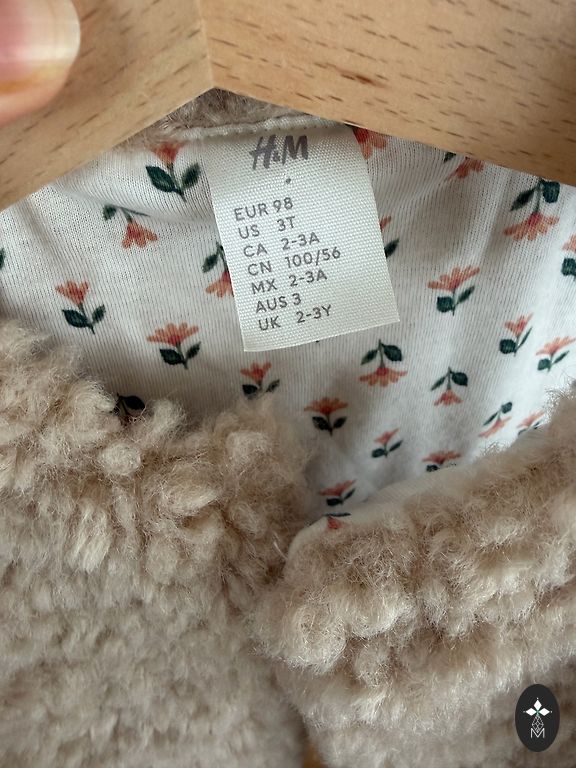 H&M
EUR 98
US 3T
CA 2-3A
CN 100/56
MX 2-3A
AUS 3
UK 2-3Y
M